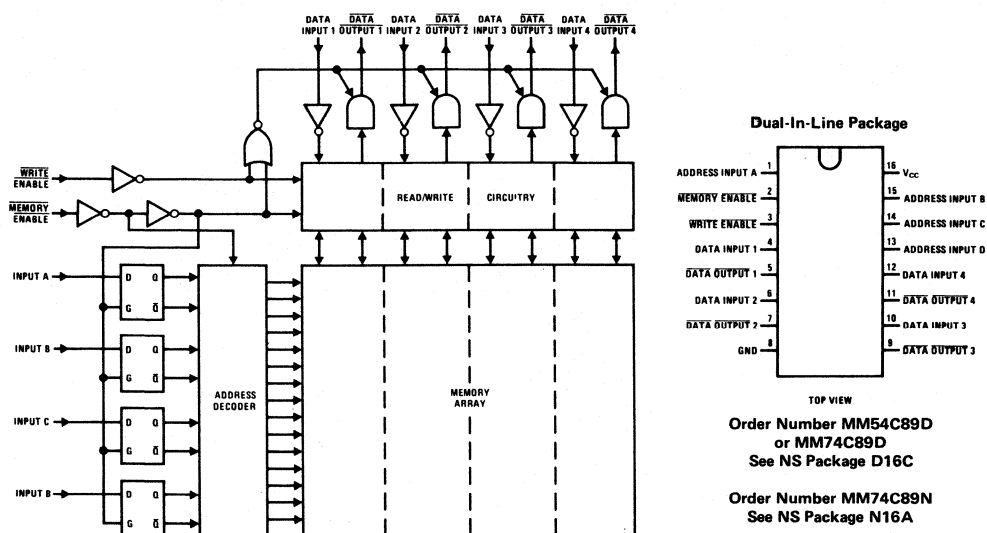 DATA INPUT 1
DATA OUTPUT 1
DATA INPUT 2
DATA OUTPUT 2
DATA INPUT 3
DATA OUTPUT 3
DATA INPUT 4
DATA OUTPUT 4
WRITE ENABLE
MEMORY ENABLE
READ/WRITE CIRCUITRY
INPUT A
D Q
G Q̅
INPUT B
D Q
G Q̅
INPUT C
D Q
G Q̅
INPUT B
D Q
G Q̅
ADDRESS DECODER
MEMORY ARRAY
Dual-In-Line Package
ADDRESS INPUT A 1
MEMORY ENABLE 2
WRITE ENABLE 3
DATA INPUT 1 4
DATA OUTPUT 1 5
DATA INPUT 2 6
DATA OUTPUT 2 7
GND 8
16 VCC
15 ADDRESS INPUT B
14 ADDRESS INPUT C
13 ADDRESS INPUT D
12 DATA INPUT 4
11 DATA OUTPUT 4
10 DATA INPUT 3
9 DATA OUTPUT 3
TOP VIEW
Order Number MM54C89D
or MM74C89D
See NS Package D16C
Order Number MM74C89N
See NS Package N16A